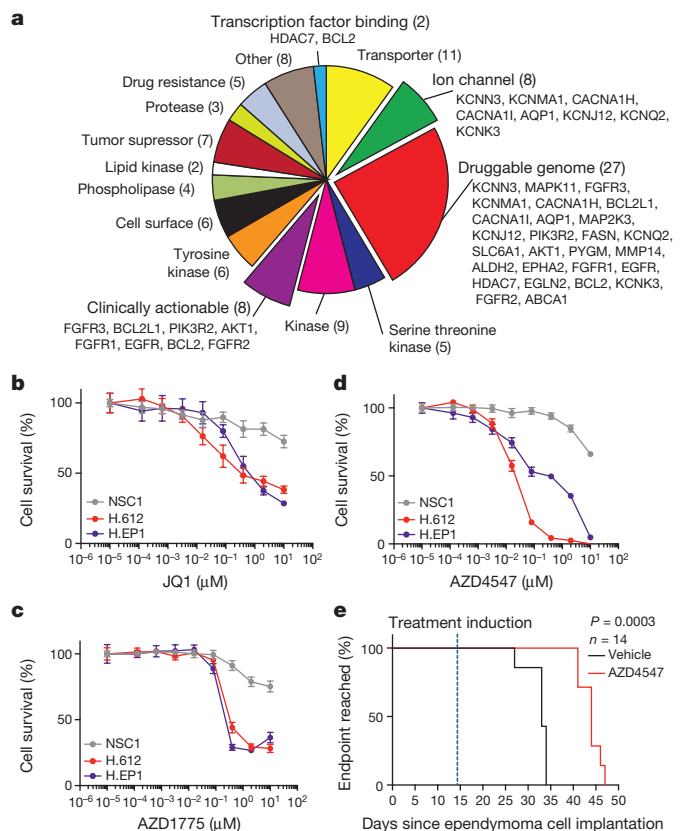 a
Transcription factor binding (2)
HDAC7, BCL2
Other (8)
Drug resistance (5)
Protease (3)
Tumor supressor (7)
Lipid kinase (2)
Phospholipase (4)
Cell surface (6)
Tyrosine
kinase (6)
Clinically actionable (8)
FGFR3, BCL2L1, PIK3R2, AKT1,
FGFR1, EGFR, BCL2, FGFR2
Kinase (9)
Serine threonine
kinase (5)
Transporter (11)
Ion channel (8)
KCNN3, KCNMA1, CACNA1H,
CACNA1I, AQP1, KCNJ12, KCNQ2,
KCNK3
Druggable genome (27)
KCNN3, MAPK11, FGFR3,
KCNMA1, CACNA1H, BCL2L1,
CACNA1I, AQP1, MAP2K3,
KCNJ12, PIK3R2, FASN, KCNQ2,
SLC6A1, AKT1, PYGM, MMP14,
ALDH2, EPHA2, FGFR1, EGFR,
HDAC7, EGLN2, BCL2, KCNK3,
FGFR2, ABCA1
b
Cell survival (%)
100
50
0
NSC1
H.612
H.EP1
10⁻⁶ 10⁻⁵ 10⁻⁴ 10⁻³ 10⁻² 10⁻¹ 10⁰ 10¹ 10²
JQ1 (μM)
d
Cell survival (%)
100
50
0
NSC1
H.612
H.EP1
10⁻⁶ 10⁻⁵ 10⁻⁴ 10⁻³ 10⁻² 10⁻¹ 10⁰ 10¹ 10²
AZD4547 (μM)
c
Cell survival (%)
100
50
0
NSC1
H.612
H.EP1
10⁻⁶ 10⁻⁵ 10⁻⁴ 10⁻³ 10⁻² 10⁻¹ 10⁰ 10¹ 10²
AZD1775 (μM)
e
Treatment induction
P = 0.0003
n = 14
Vehicle
AZD4547
Endpoint reached (%)
100
50
0
0 5 10 15 20 25 30 35 40 45 50
Days since ependymoma cell implantation